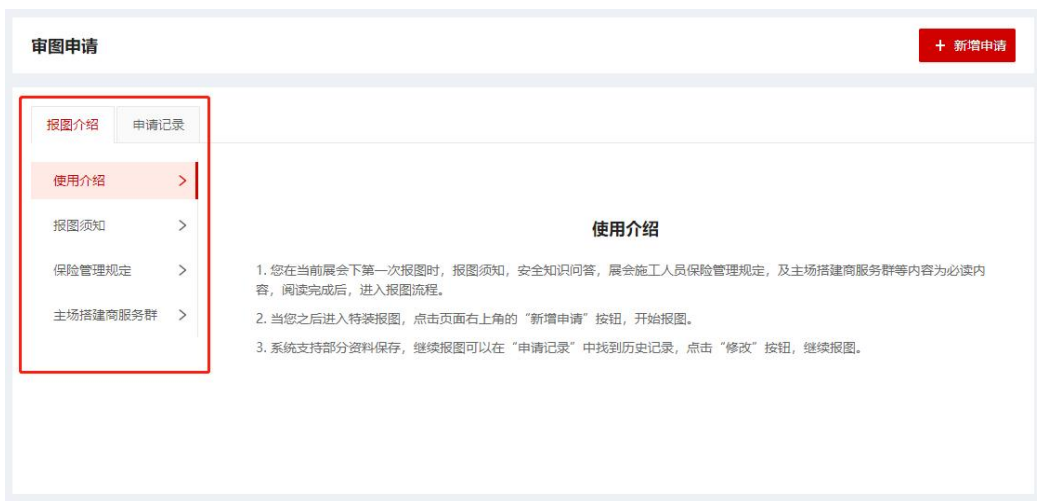 审图申请
+ 新增申请
报图介绍
申请记录
使用介绍
报图须知
保险管理规定
主场搭建商服务群
使用介绍
1. 您在当前展会下第一次报图时，报图须知，安全知识问答，展会施工人员保险管理规定，及主场搭建商服务群等内容为必读内
容，阅读完成后，进入报图流程。
2. 当您之后进入特装报图，点击页面右上角的“新增申请”按钮，开始报图。
3. 系统支持部分资料保存，继续报图可以在“申请记录”中找到历史记录，点击“修改”按钮，继续报图。